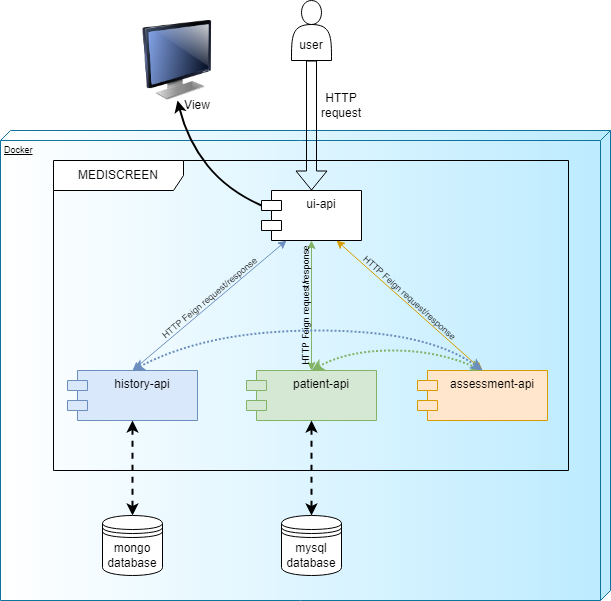 user
View
HTTP
request
Docker
MEDISCREEN
ui-api
HTTP Feign request/response
HTTP Feign request/response
HTTP Feign request/response
history-api
patient-api
assessment-api
mongo
database
mysql
database